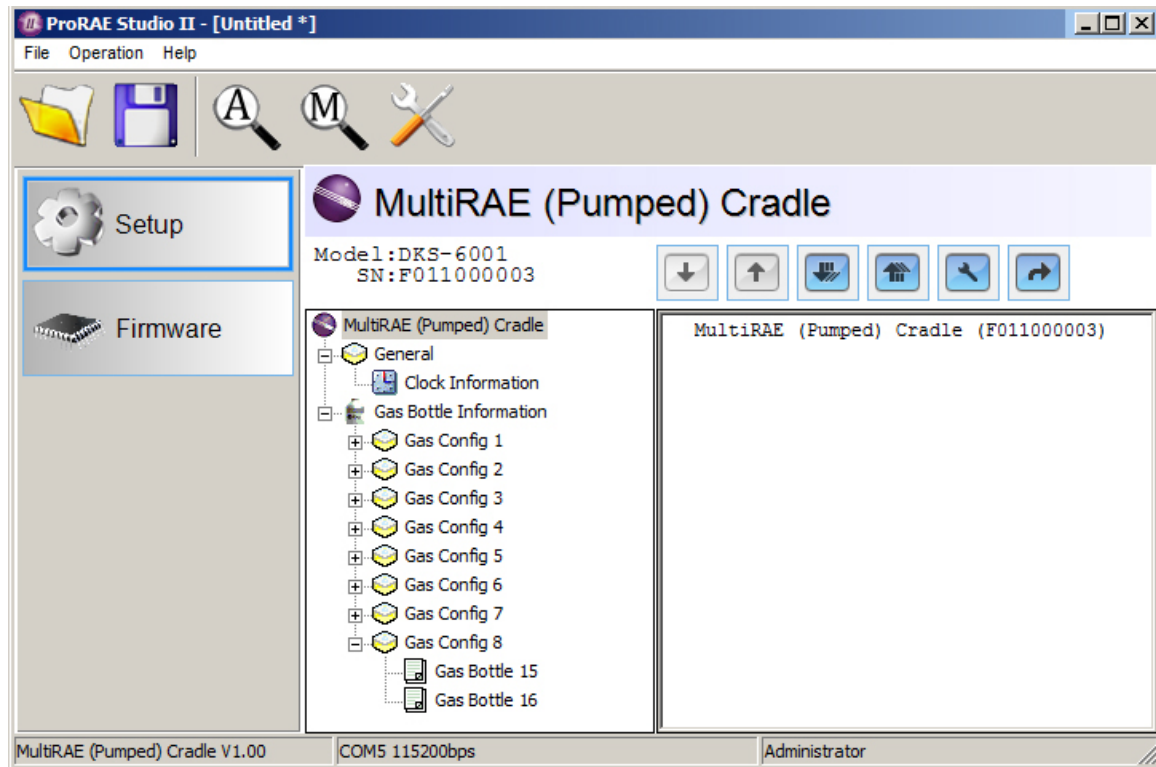 ProRAE Studio II - [Untitled *]
File Operation Help
A M
Setup
Firmware
MultiRAE (Pumped) Cradle
Model:DKS-6001
SN:F011000003
MultiRAE (Pumped) Cradle
General
Clock Information
Gas Bottle Information
Gas Config 1
Gas Config 2
Gas Config 3
Gas Config 4
Gas Config 5
Gas Config 6
Gas Config 7
Gas Config 8
Gas Bottle 15
Gas Bottle 16
MultiRAE (Pumped) Cradle (F011000003)
MultiRAE (Pumped) Cradle V1.00 COM5 115200bps Administrator